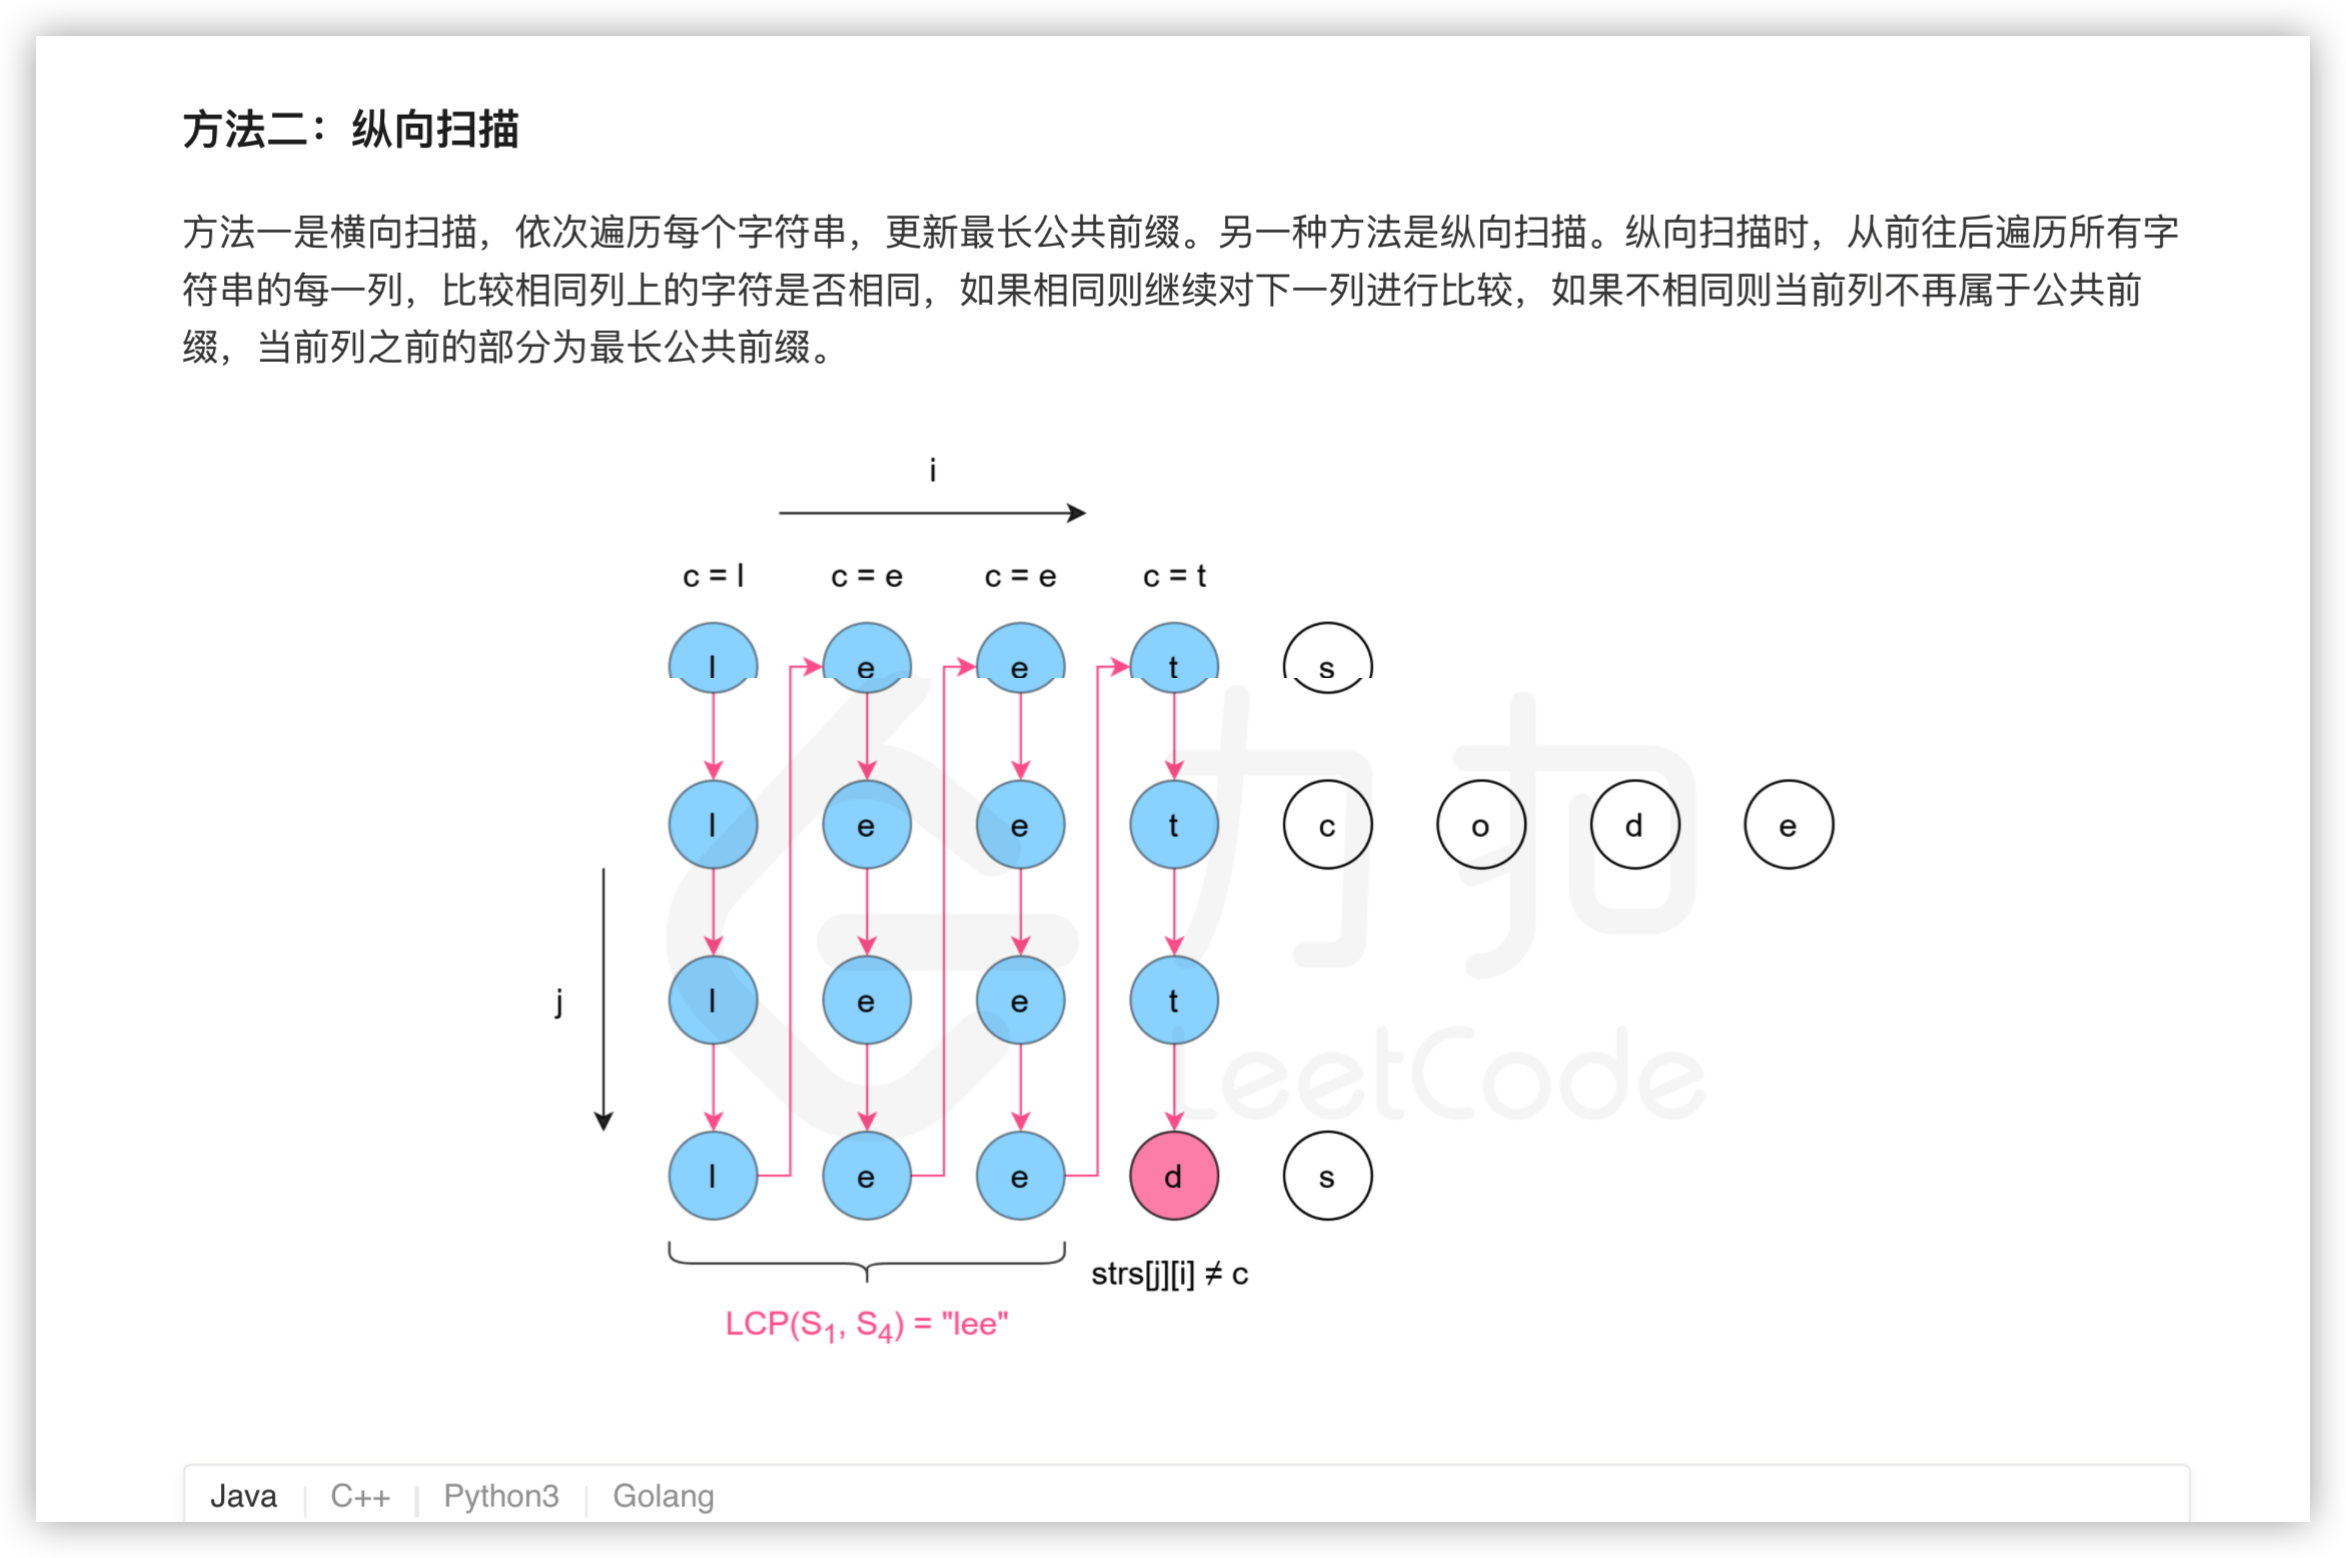 方法二：纵向扫描
方法一是横向扫描，依次遍历每个字符串，更新最长公共前缀。另一种方法是纵向扫描。纵向扫描时，从前往后遍历所有字
符串的每一列，比较相同列上的字符是否相同，如果相同则继续对下一列进行比较，如果不相同则当前列不再属于公共前
缀，当前列之前的部分为最长公共前缀。
i
c = l c = e c = e c = t
l e e t s
力扣
l e e t c o d e
j l e e t
LeetCode
l e e d s
strs[j][i] ≠ c
LCP(S1, S4) = "lee"
Java C++ Python3 Golang